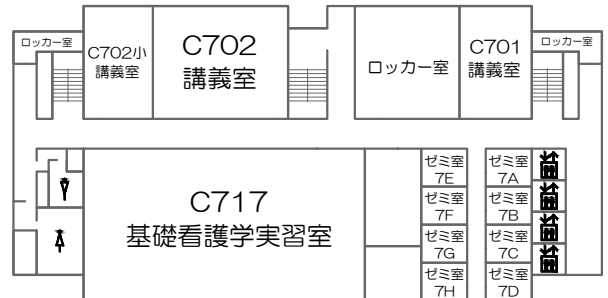 ロッカー室
C702小
講義室
C702
講義室
ロッカー室
C701
講義室
ロッカー室
C717
基礎看護学実習室
ゼミ室
7E
ゼミ室
7F
ゼミ室
7G
ゼミ室
7H
ゼミ室
7A
ゼミ室
7B
ゼミ室
7C
ゼミ室
7D